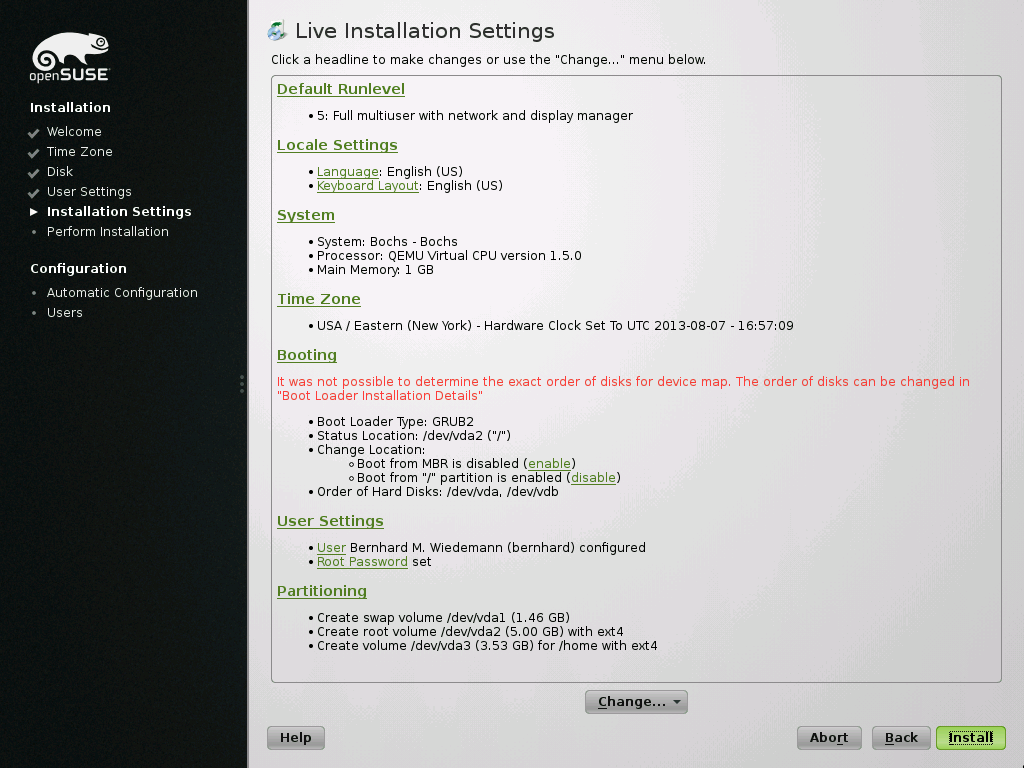 openSUSE
Installation
Welcome
Time Zone
Disk
User Settings
Installation Settings
Perform Installation
Configuration
Automatic Configuration
Users
Live Installation Settings
Click a headline to make changes or use the "Change..." menu below.
Default Runlevel
5: Full multiuser with network and display manager
Locale Settings
Language: English (US)
Keyboard Layout: English (US)
System
System: Bochs - Bochs
Processor: QEMU Virtual CPU version 1.5.0
Main Memory: 1 GB
Time Zone
USA / Eastern (New York) - Hardware Clock Set To UTC 2013-08-07 - 16:57:09
Booting
It was not possible to determine the exact order of disks for device map. The order of disks can be changed in
"Boot Loader Installation Details"
Boot Loader Type: GRUB2
Status Location: /dev/vda2 ("/")
Change Location:
Boot from MBR is disabled (enable)
Boot from "/" partition is enabled (disable)
Order of Hard Disks: /dev/vda, /dev/vdb
User Settings
User Bernhard M. Wiedemann (bernhard) configured
Root Password set
Partitioning
Create swap volume /dev/vda1 (1.46 GB)
Create root volume /dev/vda2 (5.00 GB) with ext4
Create volume /dev/vda3 (3.53 GB) for /home with ext4
Change...
Help
Abort
Back
Install